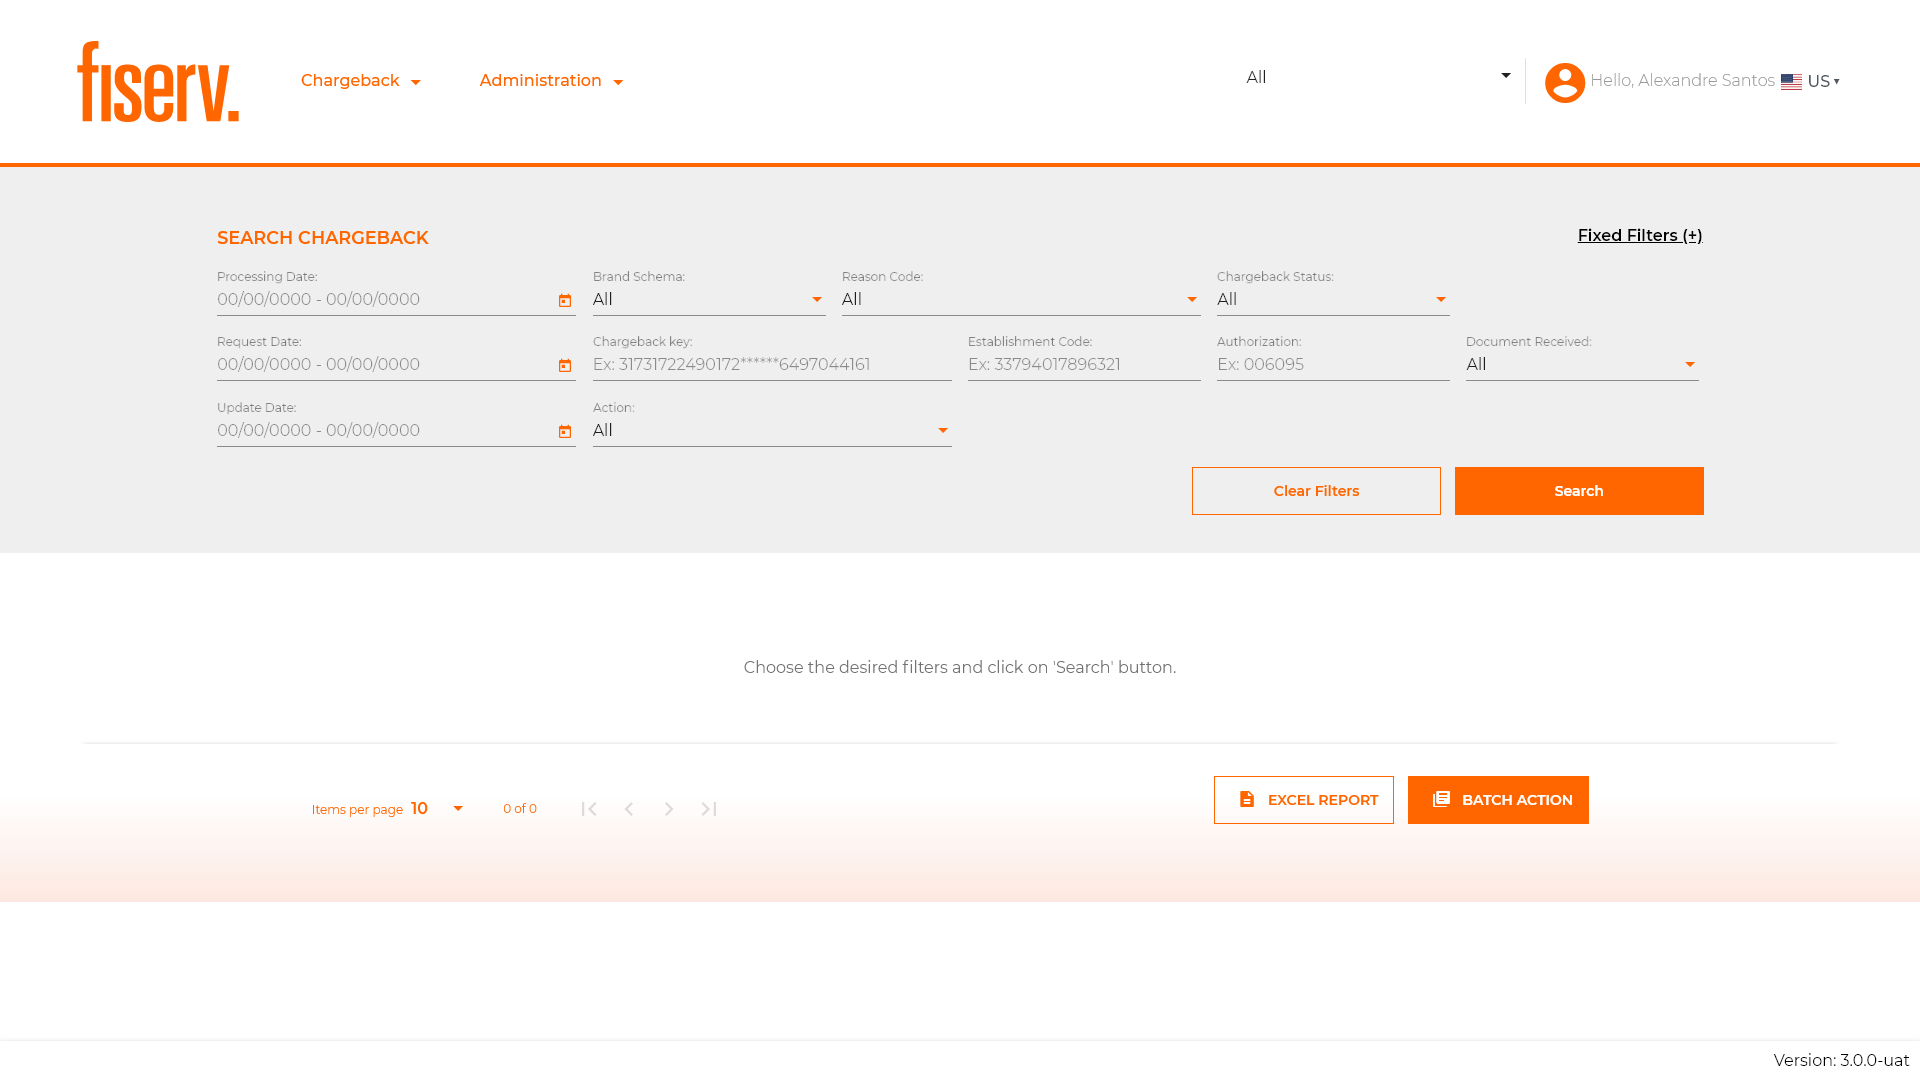 fiserv.
Chargeback
Administration
All
Hello, Alexandre Santos
US
SEARCH CHARGEBACK
Fixed Filters (+)
Processing Date:
00/00/0000 - 00/00/0000
Brand Schema:
All
Reason Code:
All
Chargeback Status:
All
Request Date:
00/00/0000 - 00/00/0000
Chargeback key:
Ex: 31731722490172******6497044161
Establishment Code:
Ex: 33794017896321
Authorization:
Ex: 006095
Document Received:
All
Update Date:
00/00/0000 - 00/00/0000
Action:
All
Clear Filters
Search
Choose the desired filters and click on 'Search' button.
Items per page 10
0 of 0
EXCEL REPORT
BATCH ACTION
Version: 3.0.0-uat